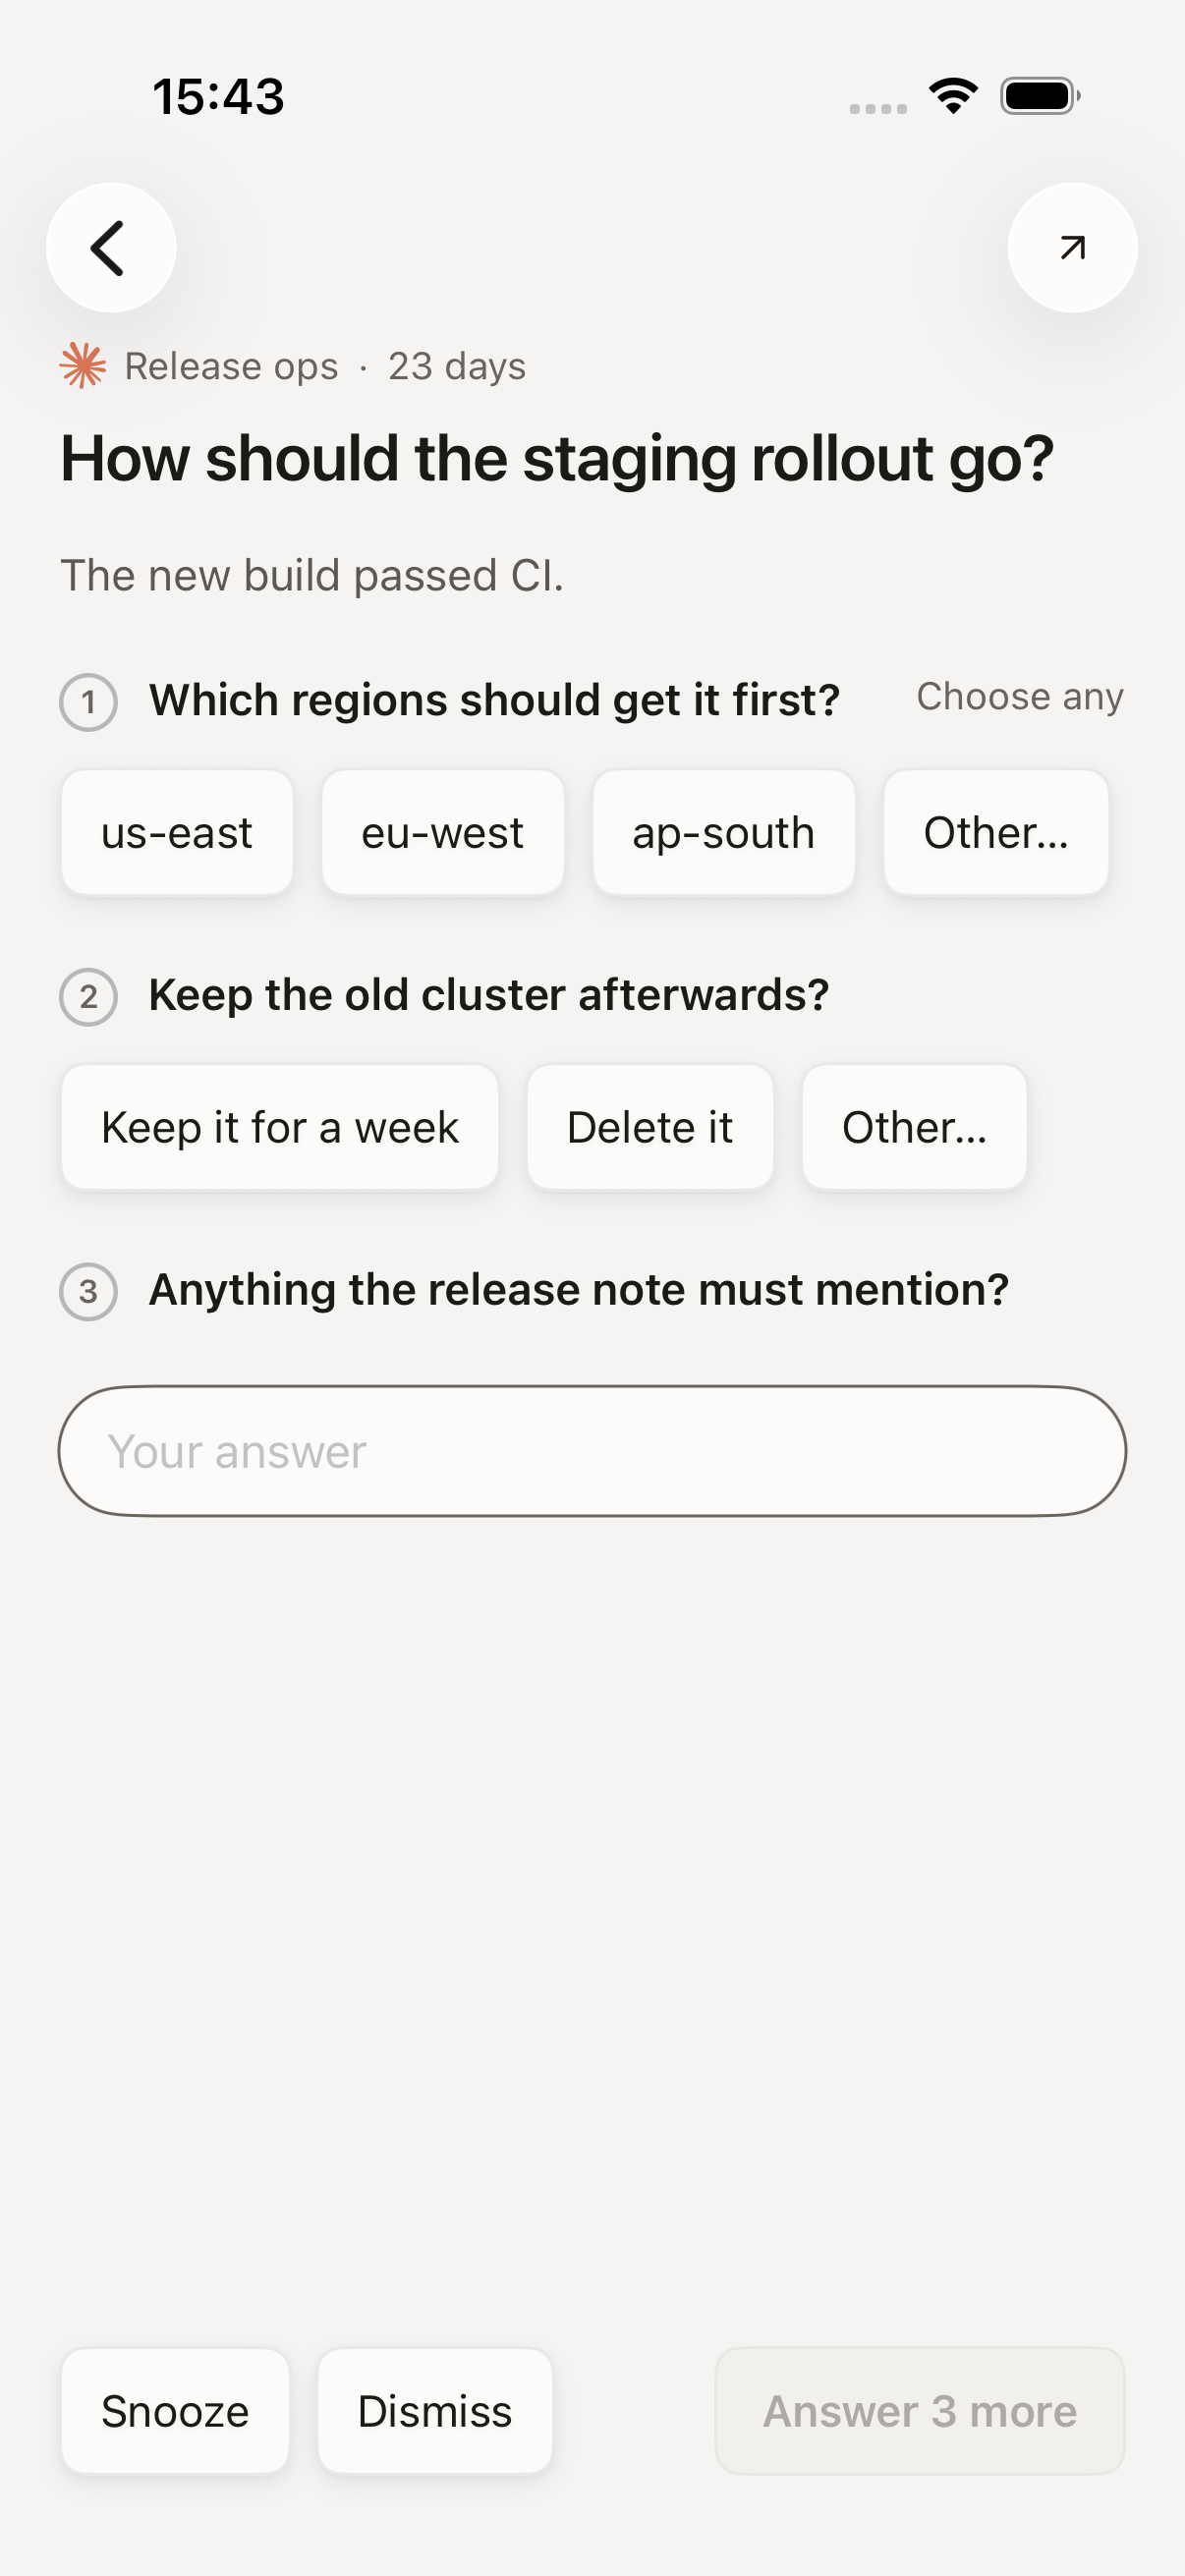 15:43
Release ops · 23 days
How should the staging rollout go?
The new build passed CI.
1 Which regions should get it first? Choose any
us-east eu-west ap-south Other...
2 Keep the old cluster afterwards?
Keep it for a week Delete it Other...
3 Anything the release note must mention?
Your answer
Snooze Dismiss Answer 3 more